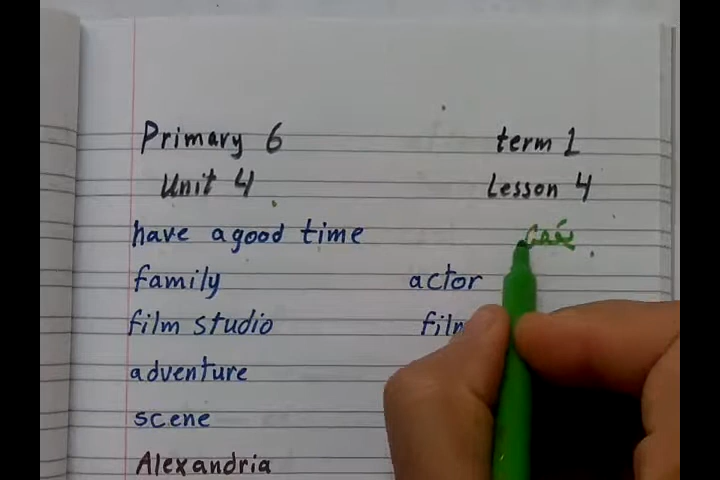 Primary 6 term 1
Unit 4 Lesson 4
have a good time
family actor
film studio
adventure
scene
Alexandria